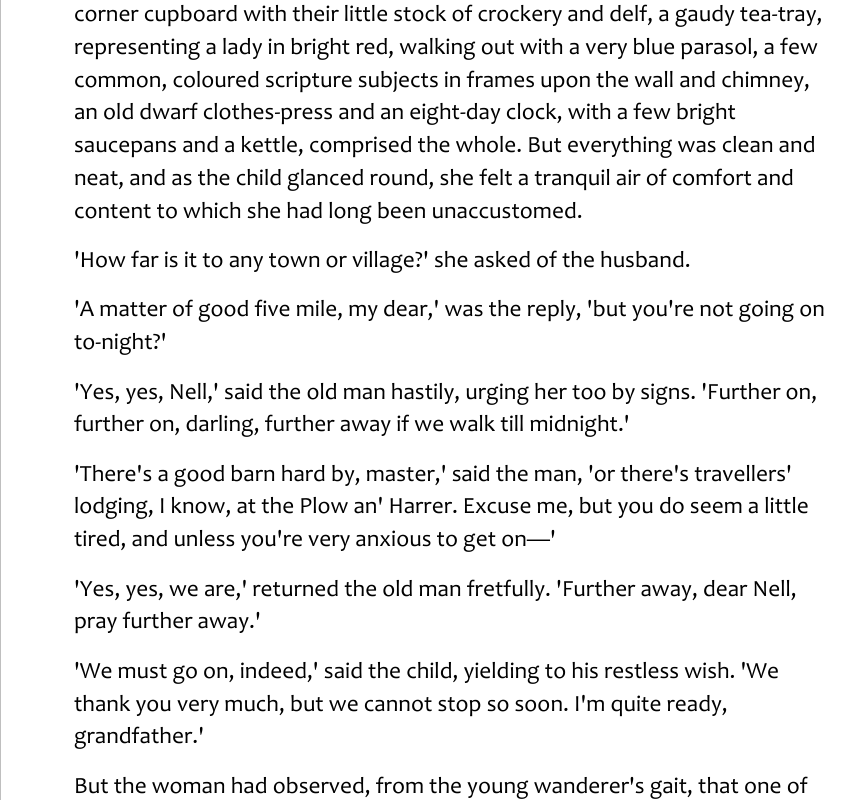 corner cupboard with their little stock of crockery and delf, a gaudy tea-tray,
representing a lady in bright red, walking out with a very blue parasol, a few
common, coloured scripture subjects in frames upon the wall and chimney,
an old dwarf clothes-press and an eight-day clock, with a few bright
saucepans and a kettle, comprised the whole. But everything was clean and
neat, and as the child glanced round, she felt a tranquil air of comfort and
content to which she had long been unaccustomed.
'How far is it to any town or village?' she asked of the husband.
'A matter of good five mile, my dear,' was the reply, 'but you're not going on
to-night?'
'Yes, yes, Nell,' said the old man hastily, urging her too by signs. 'Further on,
further on, darling, further away if we walk till midnight.'
'There's a good barn hard by, master,' said the man, 'or there's travellers'
lodging, I know, at the Plow an' Harrer. Excuse me, but you do seem a little
tired, and unless you're very anxious to get on—'
'Yes, yes, we are,' returned the old man fretfully. 'Further away, dear Nell,
pray further away.'
'We must go on, indeed,' said the child, yielding to his restless wish. 'We
thank you very much, but we cannot stop so soon. I'm quite ready,
grandfather.'
But the woman had observed, from the young wanderer's gait, that one of